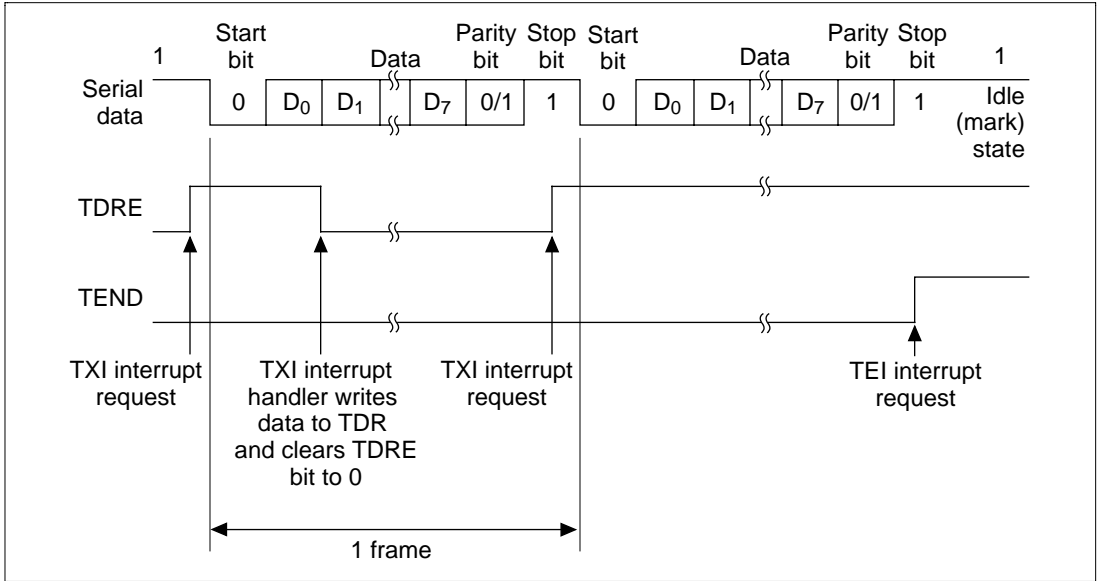 Start bit
Parity bit
Stop bit
Start bit
Parity bit
Stop bit
1
Data
Data
1
Serial data
0
D0
D1
D7
0/1
1
0
D0
D1
D7
0/1
1
Idle (mark) state
TDRE
TEND
TXI interrupt request
TXI interrupt handler writes data to TDR and clears TDRE bit to 0
TXI interrupt request
TEI interrupt request
1 frame